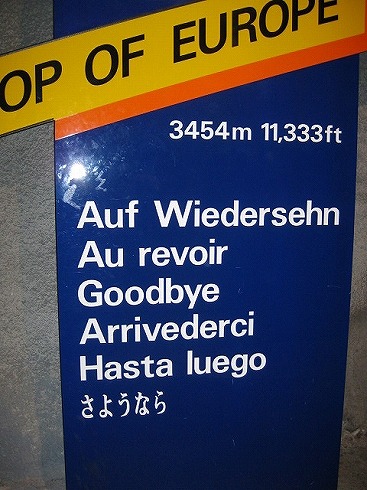 OP OF EUROPE
3454m 11,333ft
Auf Wiedersehn
Au revoir
Goodbye
Arrivederci
Hasta luego
さようなら